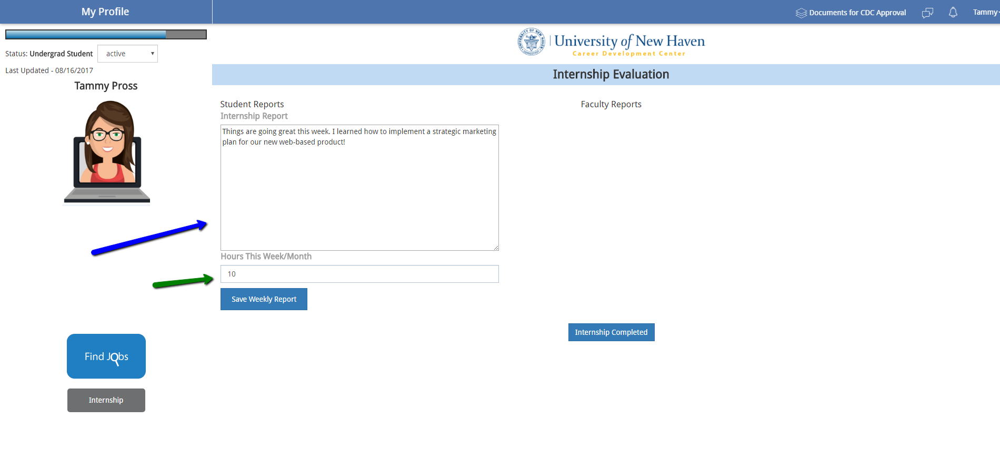 My Profile
Documents for CDC Approval
Tammy
Status: Undergrad Student active
Last Updated - 08/16/2017
Tammy Pross
Find Jobs
Internship
University of New Haven
Career Development Center
Internship Evaluation
Student Reports
Internship Report
Things are going great this week. I learned how to implement a strategic marketing
plan for our new web-based product!
Hours This Week/Month
10
Save Weekly Report
Faculty Reports
Internship Completed